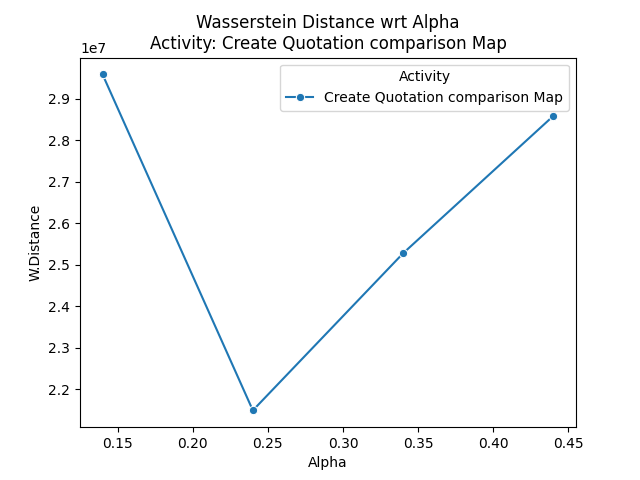 Wasserstein Distance wrt Alpha
Activity: Create Quotation comparison Map
1e7
Activity
Create Quotation comparison Map
2.9
2.8
2.7
2.6
2.5
2.4
2.3
2.2
W.Distance
0.15 0.20 0.25 0.30 0.35 0.40 0.45
Alpha